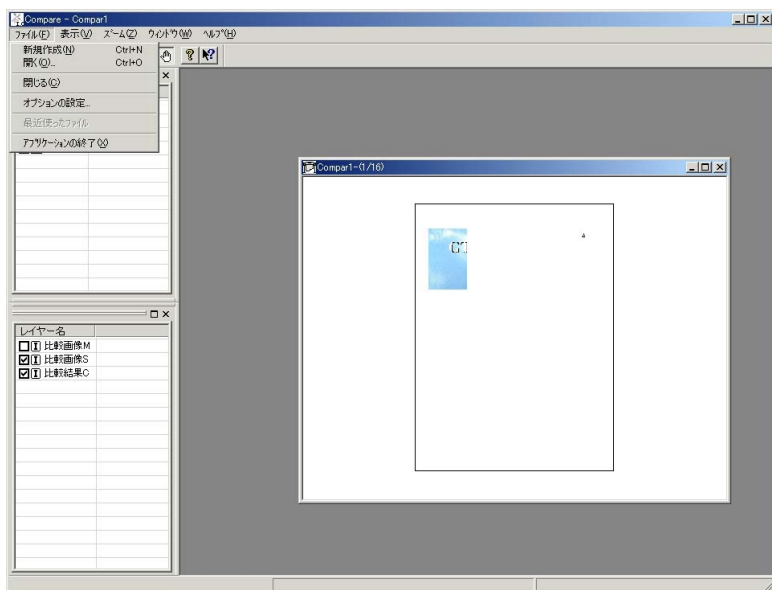 Compare - Compar1
ファイル(F) 表示(V) ズーム(Z) ウィンドウ(W) ヘルプ(H)
新規作成(N) Ctrl+N
開く(O)... Ctrl+O
閉じる(C)
オプションの設定...
最近使ったファイル
アプリケーションの終了(X)
Compar1-(1/16)
レイヤー名
比較画像M
比較画像S
比較結果C